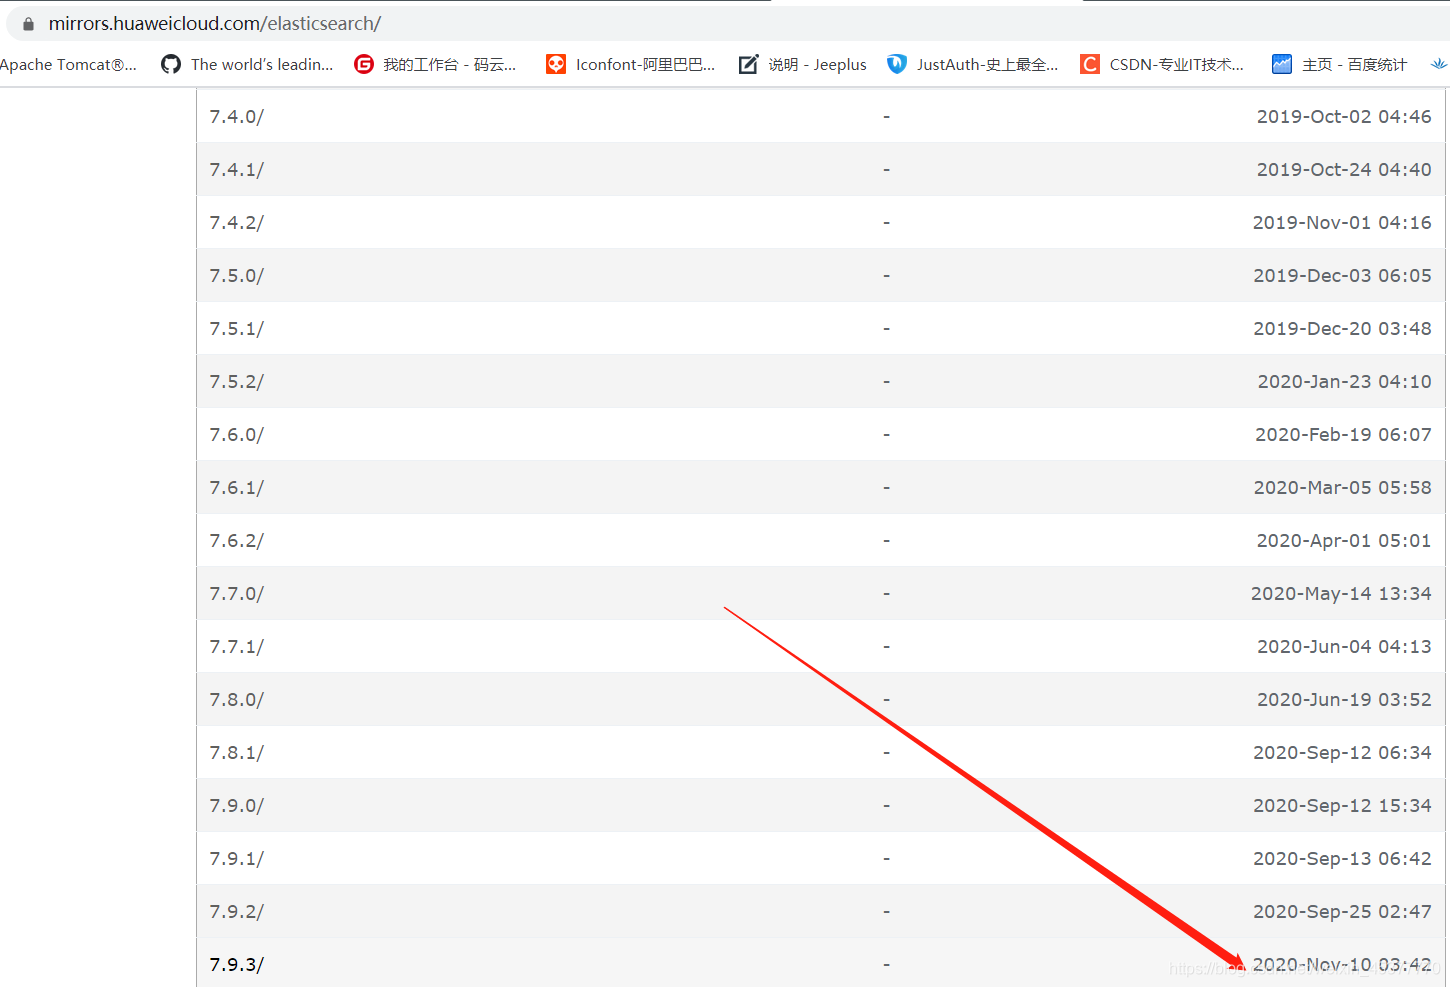 mirrors.huaweicloud.com/elasticsearch/
Apache Tomcat®... The world's leadin... 我的工作台 - 码云... Iconfont-阿里巴巴... 说明 - Jeeplus JustAuth-史上最全... CSDN-专业IT技术... 主页 - 百度统计
7.4.0/ - 2019-Oct-02 04:46
7.4.1/ - 2019-Oct-24 04:40
7.4.2/ - 2019-Nov-01 04:16
7.5.0/ - 2019-Dec-03 06:05
7.5.1/ - 2019-Dec-20 03:48
7.5.2/ - 2020-Jan-23 04:10
7.6.0/ - 2020-Feb-19 06:07
7.6.1/ - 2020-Mar-05 05:58
7.6.2/ - 2020-Apr-01 05:01
7.7.0/ - 2020-May-14 13:34
7.7.1/ - 2020-Jun-04 04:13
7.8.0/ - 2020-Jun-19 03:52
7.8.1/ - 2020-Sep-12 06:34
7.9.0/ - 2020-Sep-12 15:34
7.9.1/ - 2020-Sep-13 06:42
7.9.2/ - 2020-Sep-25 02:47
7.9.3/ - 2020-Nov-10 03:42